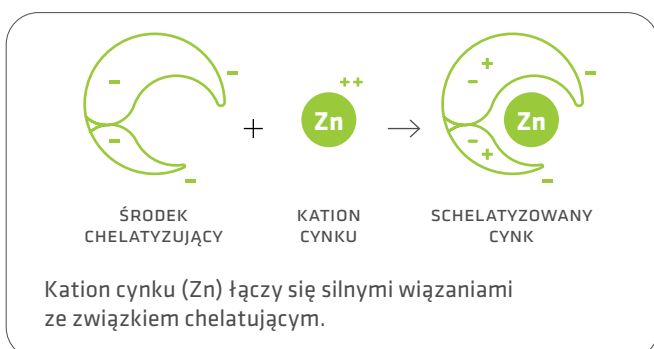 ++
Zn
+
→
Zn
ŚRODEK
CHELATYZUJĄCY
KATION
CYNKU
SCHELATYZOWANY
CYNK
Kation cynku (Zn) łączy się silnymi wiązaniami
ze związkiem chelatującym.